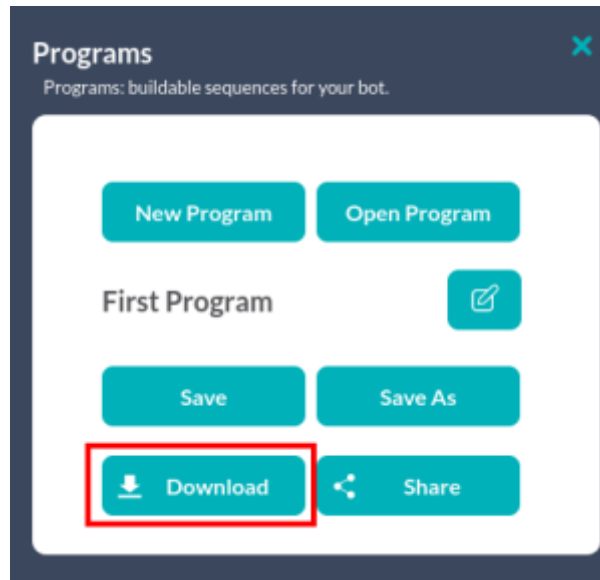 Programs
Programs: buildable sequences for your bot.
New Program Open Program
First Program
Save Save As
Download Share